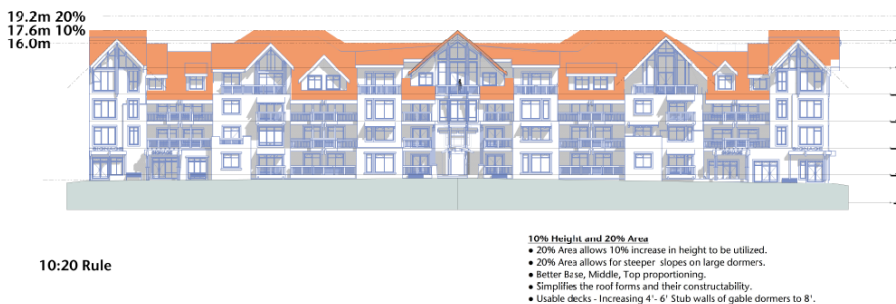 19.2m 20%
17.6m 10%
16.0m
10:20 Rule
10% Height and 20% Area
• 20% Area allows 10% increase in height to be utilized.
• 20% Area allows for steeper slopes on large dormers.
• Better Base, Middle, Top proportioning.
• Simplifies the roof forms and their constructability.
• Usable decks - Increasing 4'- 6' Stub walls of gable dormers to 8'.